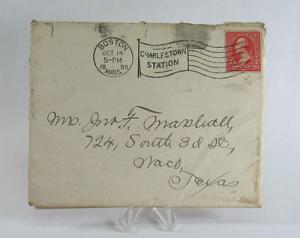 BOSTON
OCT 14
5-PM
MASS.
CHARLESTOWN
STATION
Mr. Jno. F. Marshall,
724, South 3d St,
Waco,
Texas.